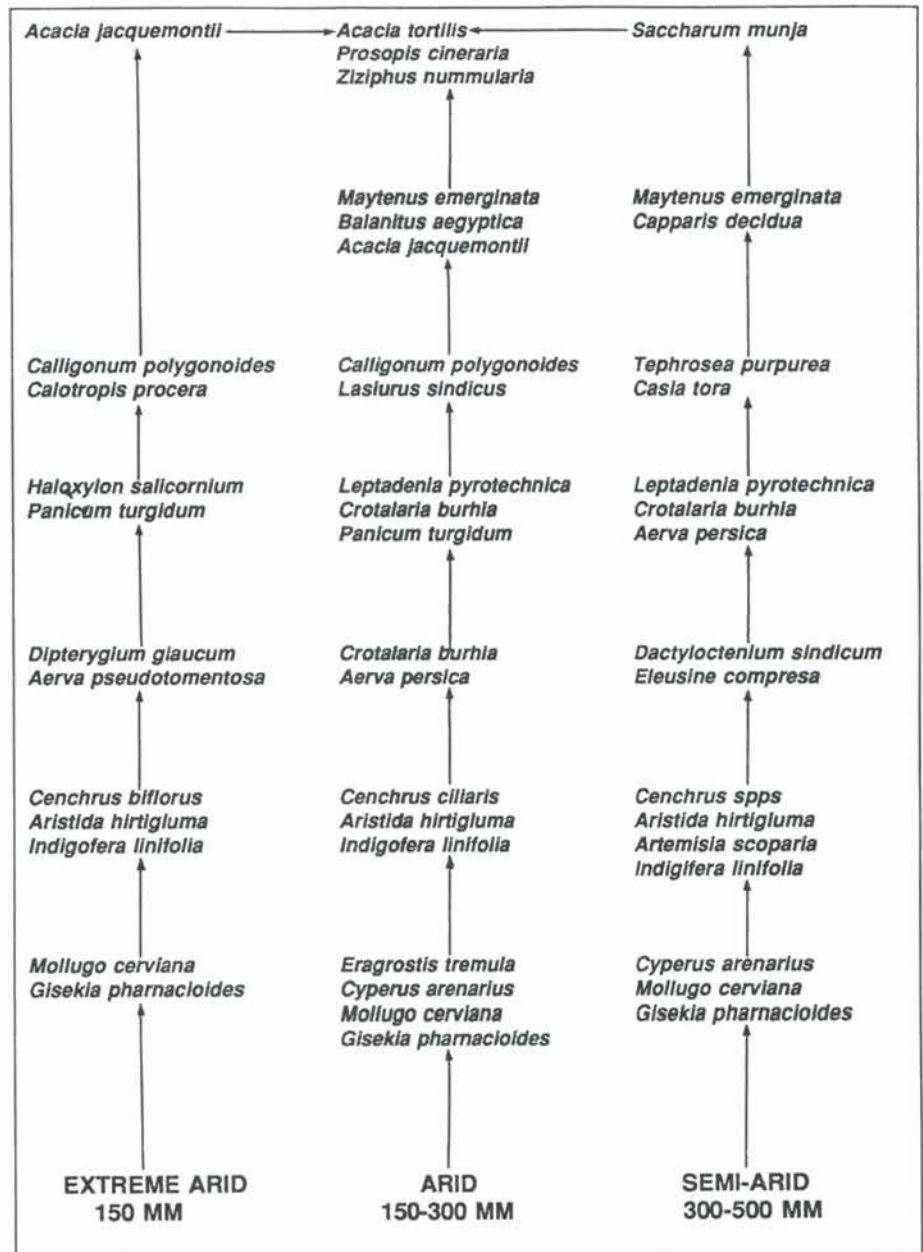 Acacia jacquemontii
Acacia tortilis
Prosopis cineraria
Ziziphus nummularia
Saccharum munja
Maytenus emerginata
Balanitus aegyptica
Acacia jacquemontii
Maytenus emerginata
Capparis decidua
Calligonum polygonoides
Calotropis procera
Calligonum polygonoides
Lasiurus sindicus
Tephrosea purpurea
Casia tora
Haloxylon salicornium
Panicum turgidum
Leptadenia pyrotechnica
Crotalaria burhia
Panicum turgidum
Leptadenia pyrotechnica
Crotalaria burhia
Aerva persica
Dipterygium glaucum
Aerva pseudotomentosa
Crotalaria burhia
Aerva persica
Dactyloctenium sindicum
Eleusine compresa
Cenchrus biflorus
Aristida hirtigluma
Indigofera linifolia
Cenchrus ciliaris
Aristida hirtigluma
Indigofera linifolia
Cenchrus spps
Aristida hirtigluma
Artemisia scoparia
Indigifera linifolia
Mollugo cerviana
Gisekia pharnacioides
Eragrostis tremula
Cyperus arenarius
Mollugo cerviana
Gisekia pharnacioides
Cyperus arenarius
Mollugo cerviana
Gisekia pharnacioides
EXTREME ARID
150 MM
ARID
150-300 MM
SEMI-ARID
300-500 MM